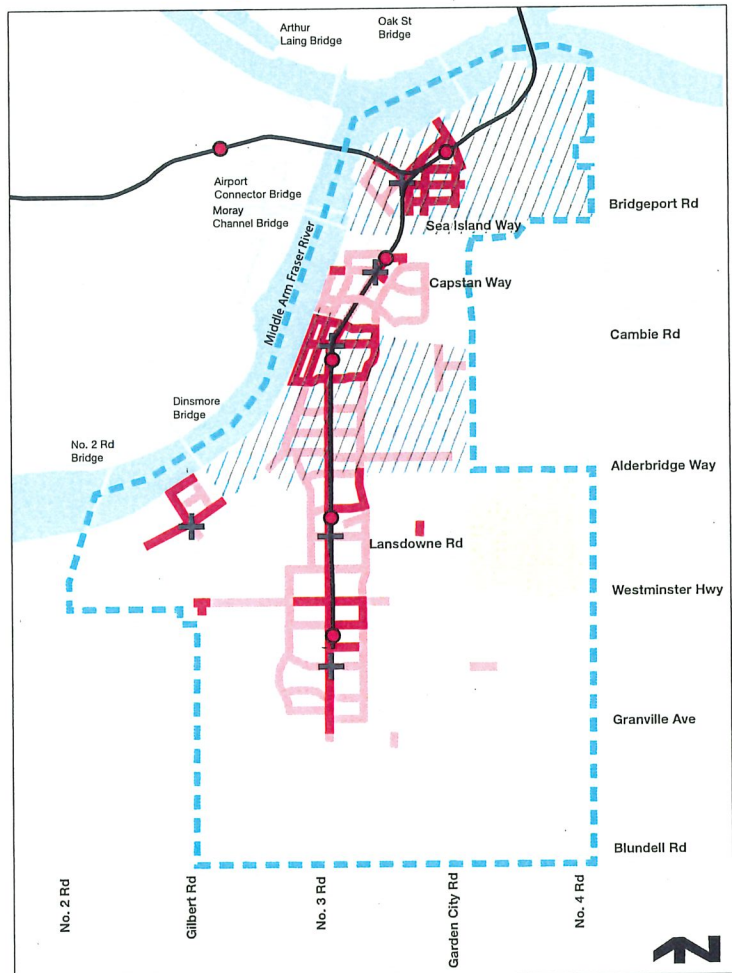 Arthur
Laing Bridge
Oak St
Bridge
Airport
Connector Bridge
Moray
Channel Bridge
Middle Arm Fraser River
Bridgeport Rd
Sea Island Way
Capstan Way
Cambie Rd
Dinsmore
Bridge
No. 2 Rd
Bridge
Alderbridge Way
Lansdowne Rd
Westminster Hwy
Granville Ave
Blundell Rd
No. 2 Rd
Gilbert Rd
No. 3 Rd
Garden City Rd
No. 4 Rd